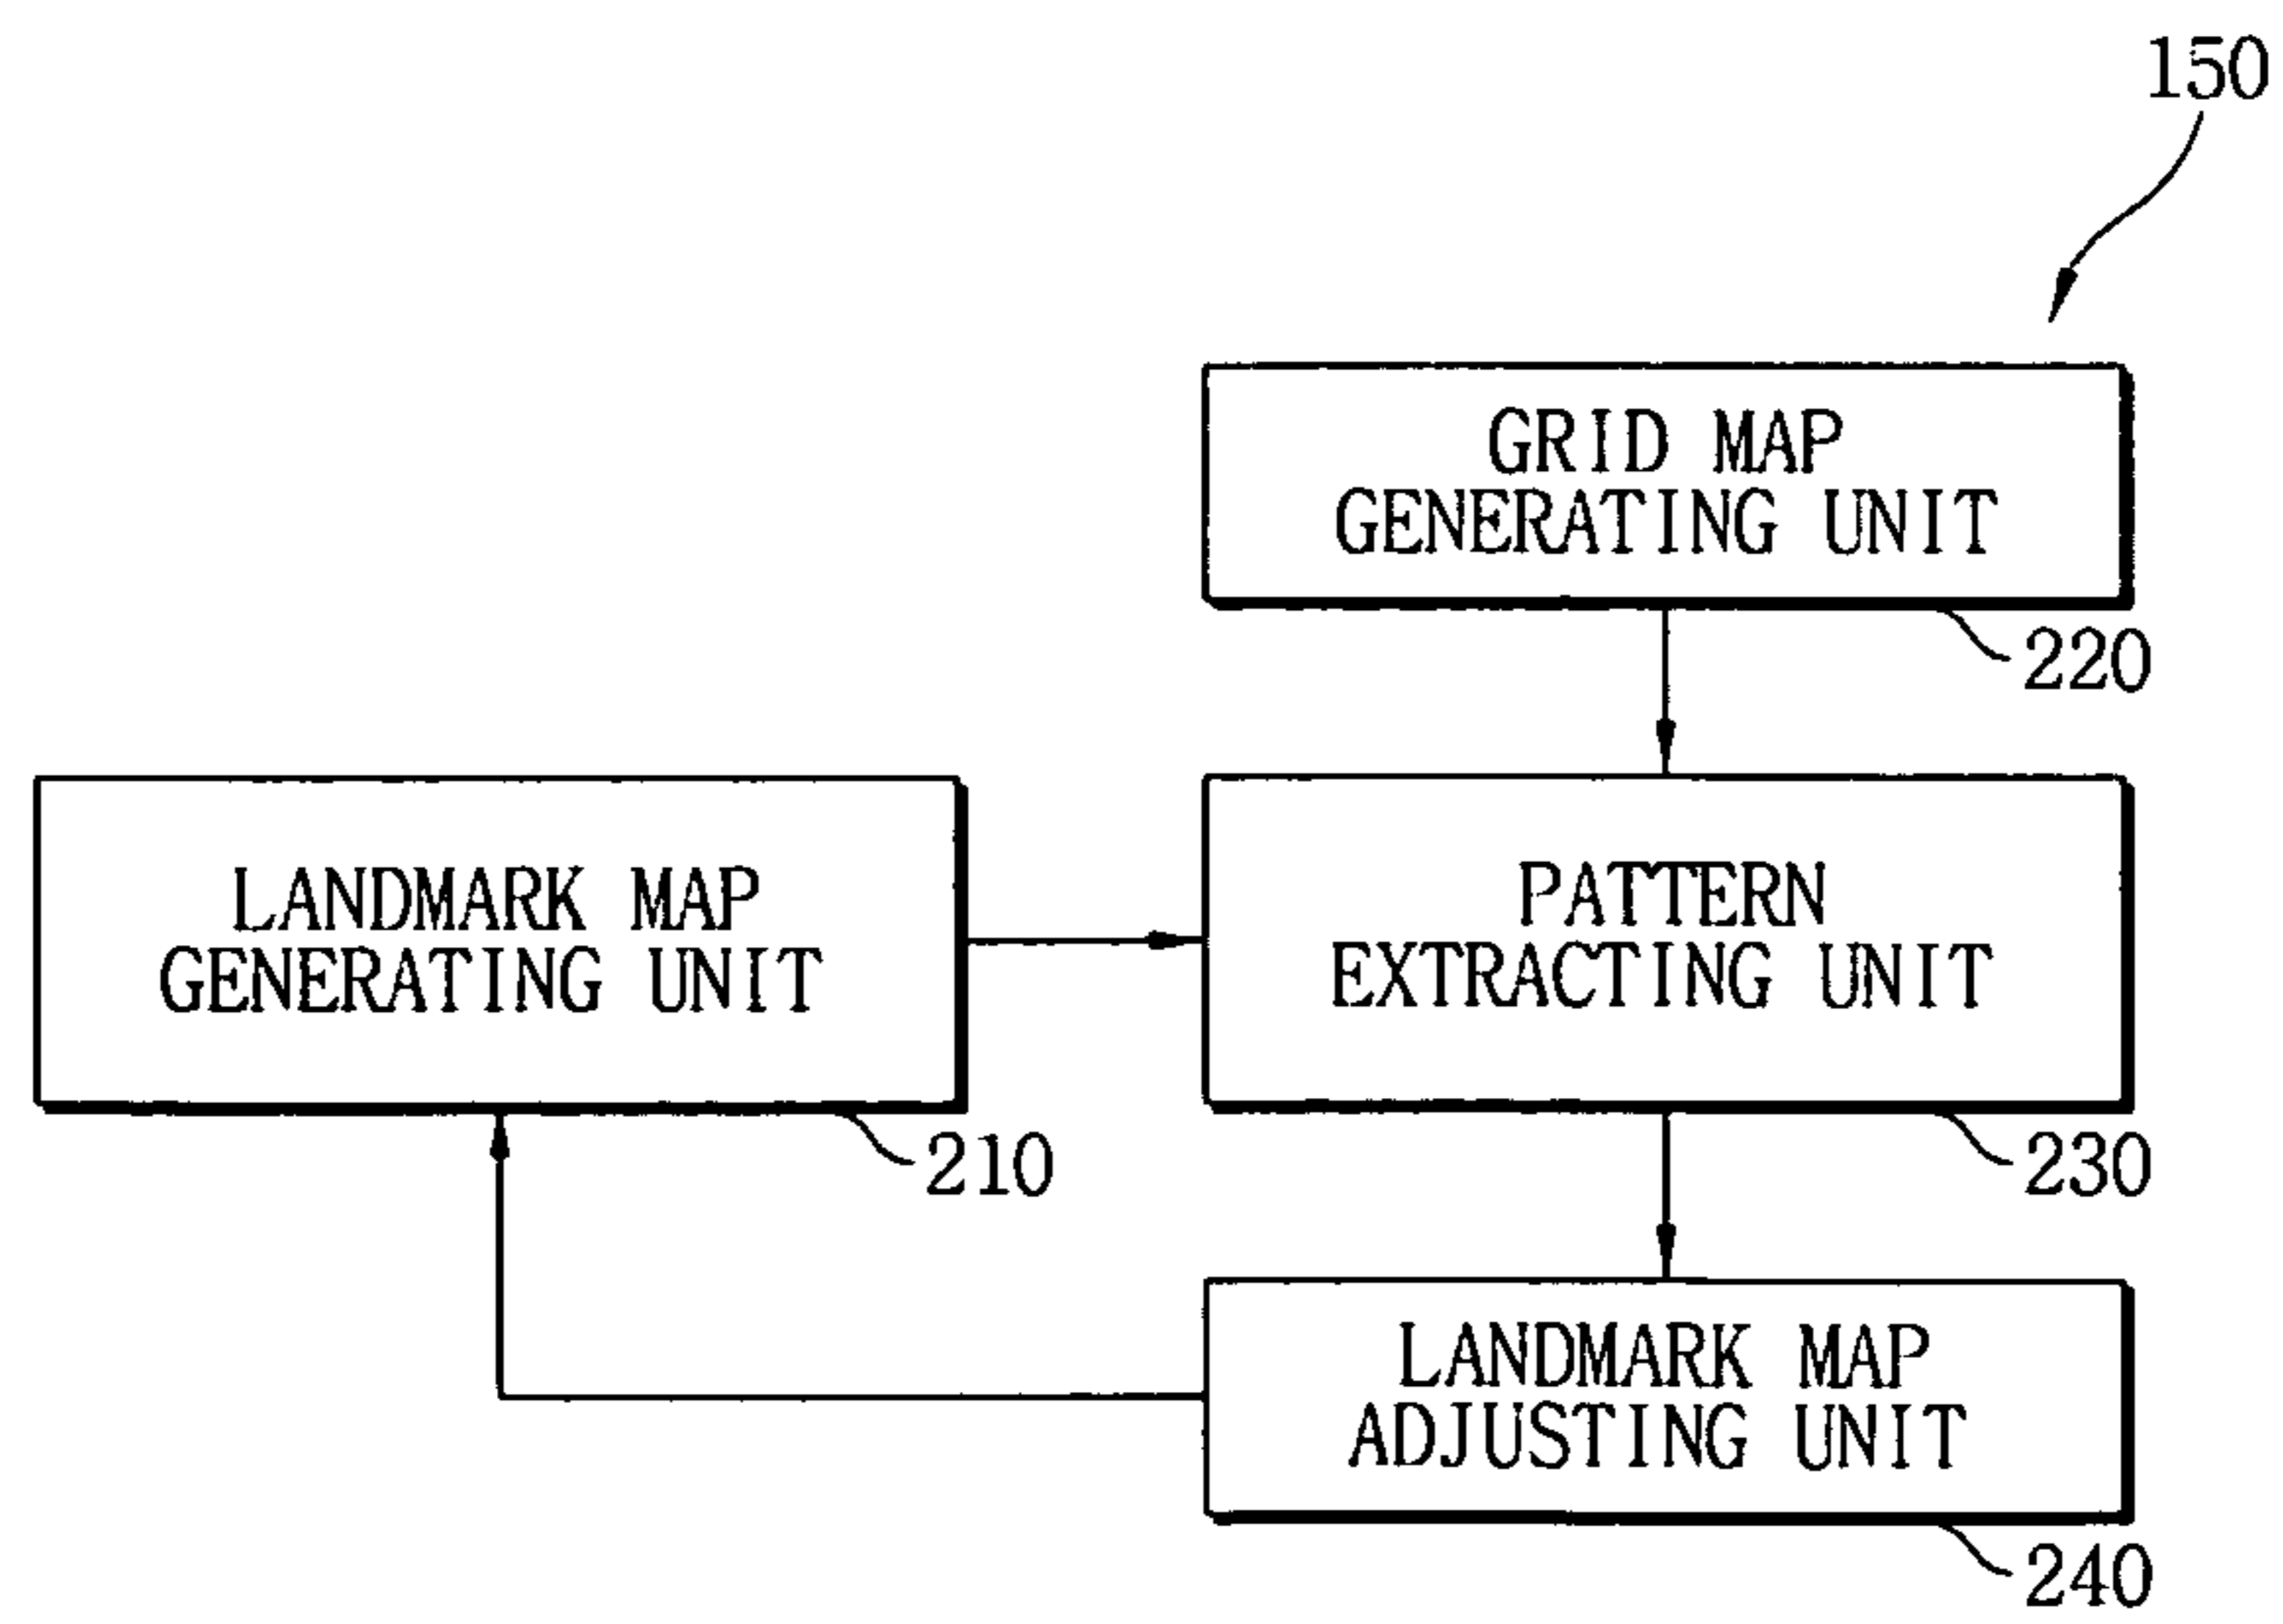 150
GRID MAP
GENERATING UNIT
220
LANDMARK MAP
GENERATING UNIT
210
PATTERN
EXTRACTING UNIT
230
LANDMARK MAP
ADJUSTING UNIT
240